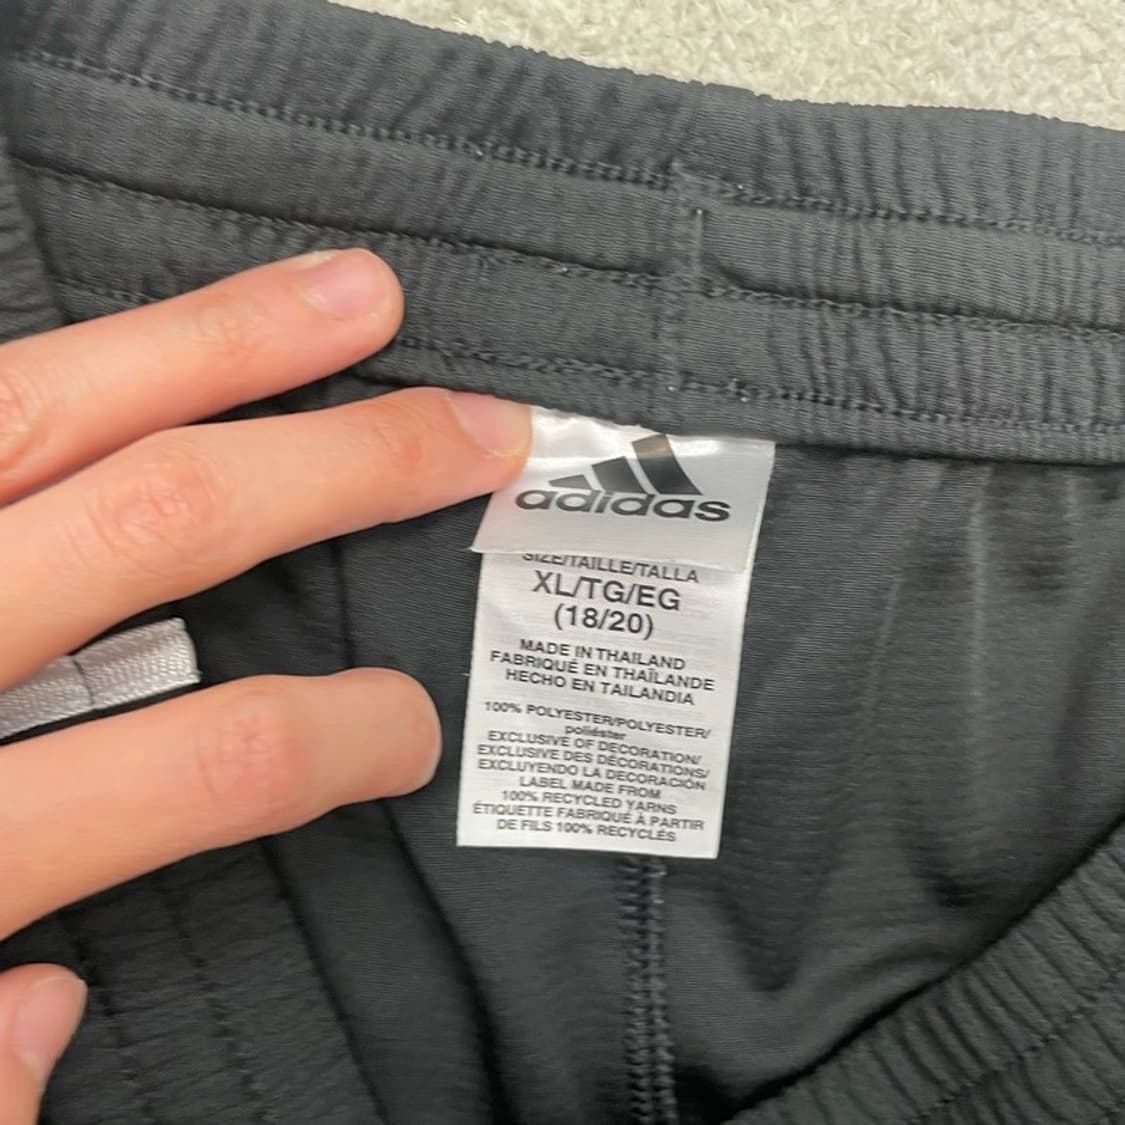 adidas
SIZE/TAILLE/TALLA
XL/TG/EG
(18/20)
MADE IN THAILAND
FABRIQUÉ EN THAÏLANDE
HECHO EN TAILANDIA
100% POLYESTER/POLYESTER/
poliéster
EXCLUSIVE OF DECORATION/
EXCLUSIVE DES DÉCORATIONS/
EXCLUYENDO LA DECORACIÓN
LABEL MADE FROM
100% RECYCLED YARNS
ÉTIQUETTE FABRIQUÉ À PARTIR
DE FILS 100% RECYCLÉS